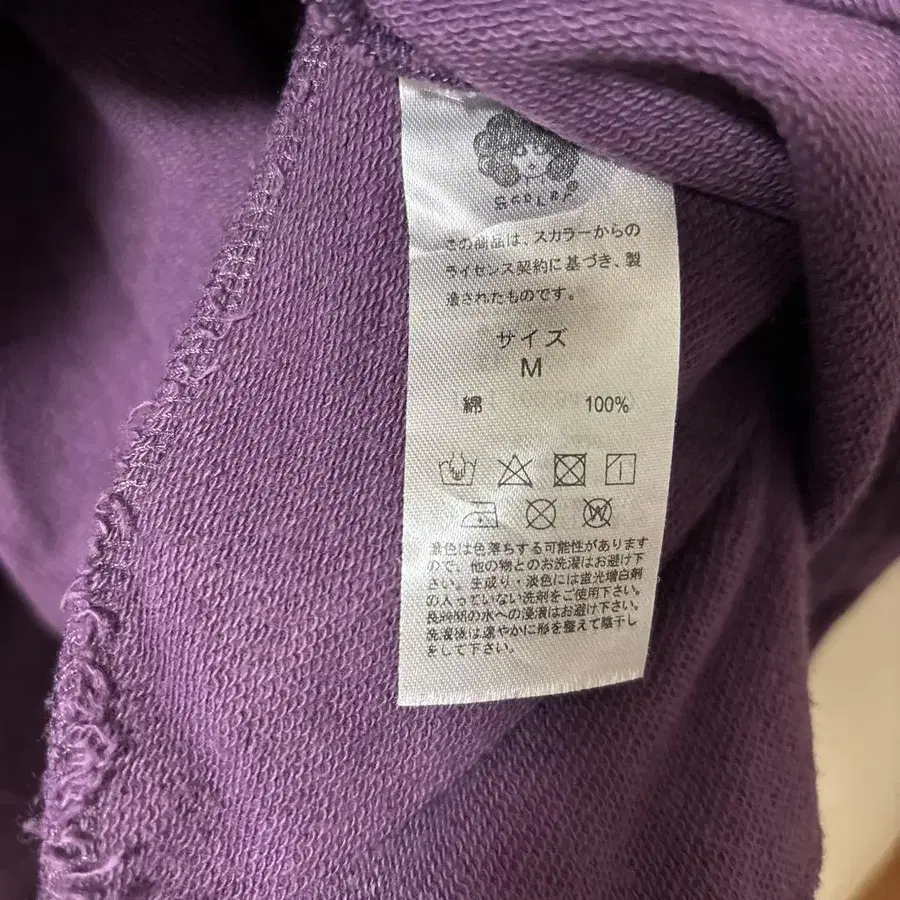 ScoLar
この商品は、スカラーからの
ライセンス契約に基づき、製
造されたものです。
サイズ
M
綿 100%
W
濃色は色落ちする可能性があります
ので、他の物とのお洗濯はお避け下
さい。生成り・淡色には蛍光増白剤
の入っていない洗剤をご使用下さい。
長時間の水への浸漬はお避け下さい。
洗濯後は速やかに形を整えて陰干し
をして下さい。